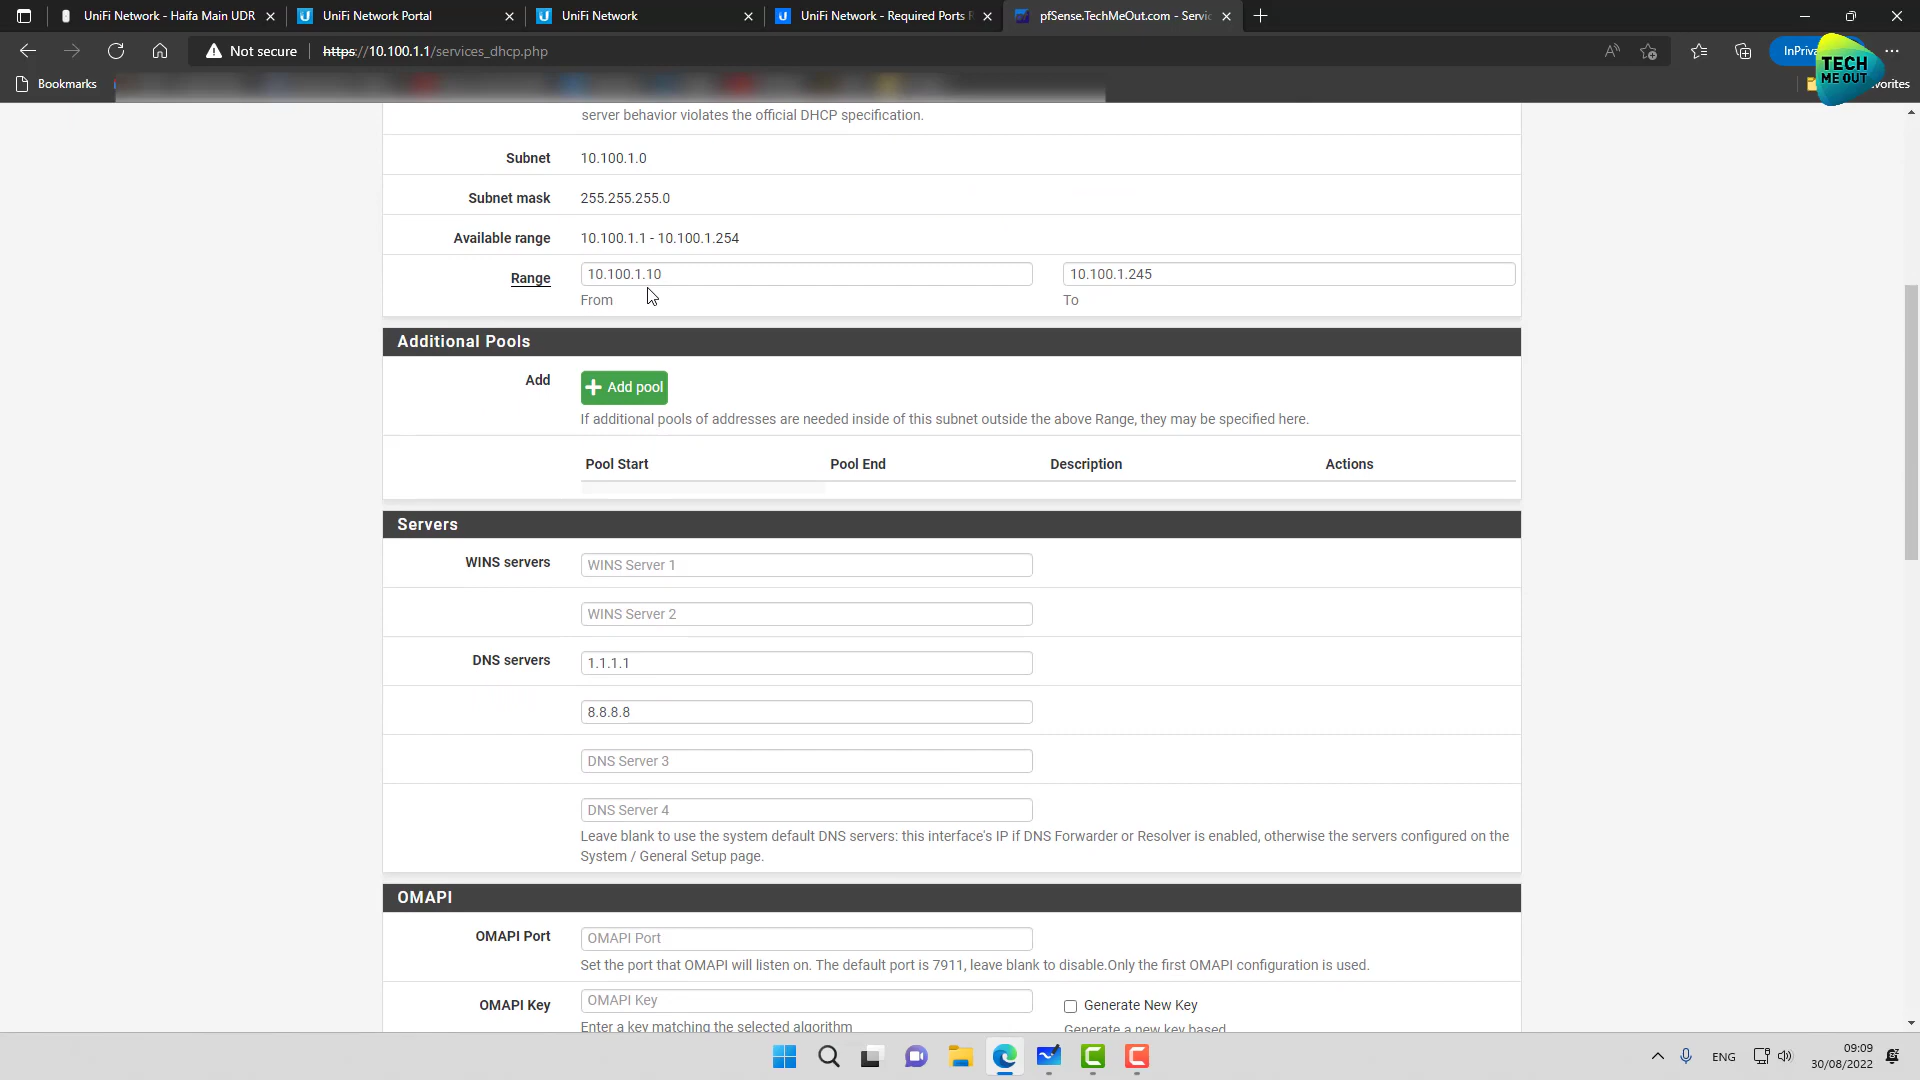 UniFi Network - Haifa Main UDR
UniFi Network Portal
UniFi Network
UniFi Network - Required Ports R
pfSense.TechMeOut.com - Servic
Not secure
https://10.100.1.1/services_dhcp.php
InPriva
TECH
ME OUT
Bookmarks
vorites
server behavior violates the official DHCP specification.
Subnet 10.100.1.0
Subnet mask 255.255.255.0
Available range 10.100.1.1 - 10.100.1.254
Range 10.100.1.10 10.100.1.245
From To
Additional Pools
Add + Add pool
If additional pools of addresses are needed inside of this subnet outside the above Range, they may be specified here.
Pool Start Pool End Description Actions
Servers
WINS servers WINS Server 1
WINS Server 2
DNS servers 1.1.1.1
8.8.8.8
DNS Server 3
DNS Server 4
Leave blank to use the system default DNS servers: this interface's IP if DNS Forwarder or Resolver is enabled, otherwise the servers configured on the
System / General Setup page.
OMAPI
OMAPI Port OMAPI Port
Set the port that OMAPI will listen on. The default port is 7911, leave blank to disable.Only the first OMAPI configuration is used.
OMAPI Key OMAPI Key Generate New Key
Enter a key matching the selected algorithm Generate a new key based
ENG
09:09
30/08/2022